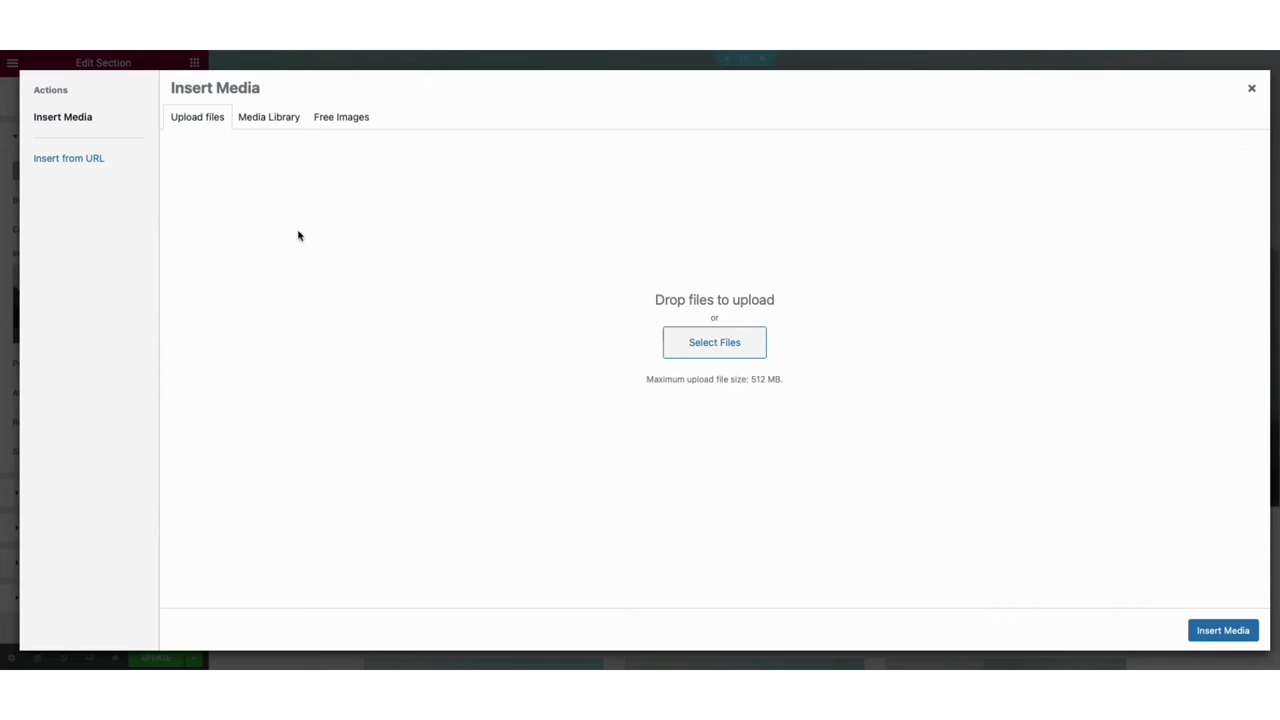 Edit Section
Actions
Insert Media
Insert from URL
Insert Media
Upload files
Media Library
Free Images
Drop files to upload
or
Select Files
Maximum upload file size: 512 MB.
Insert Media
UPDATE